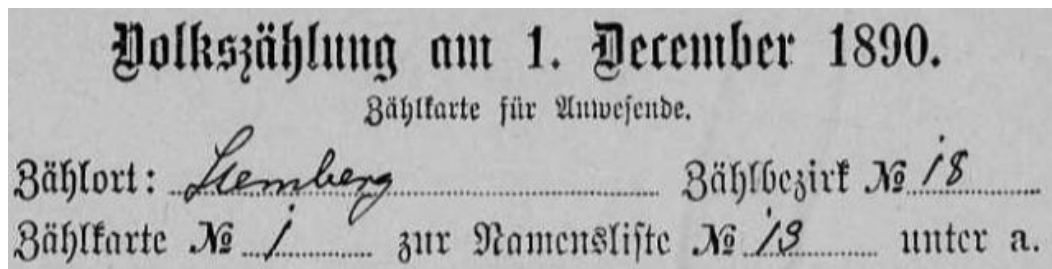 Volkszählung am 1. December 1890.
Zählkarte für Anwesende.
Zählort: Sternberg Zählbezirk № 18
Zählkarte № 1 zur Namensliste № 13 unter a.